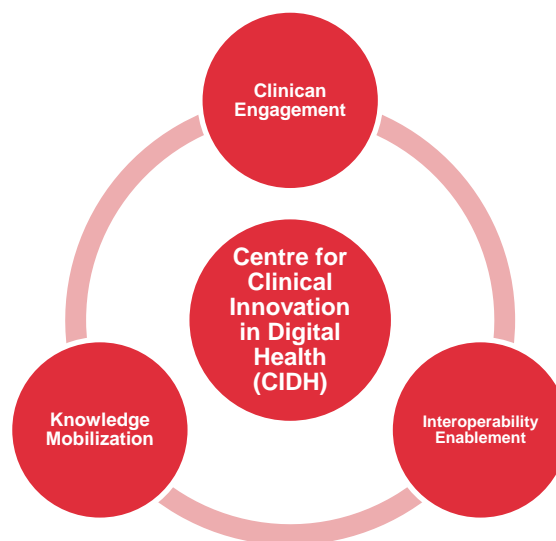 Clinican
Engagement
Centre for
Clinical
Innovation
in Digital
Health
(CIDH)
Knowledge
Mobilization
Interoperability
Enablement